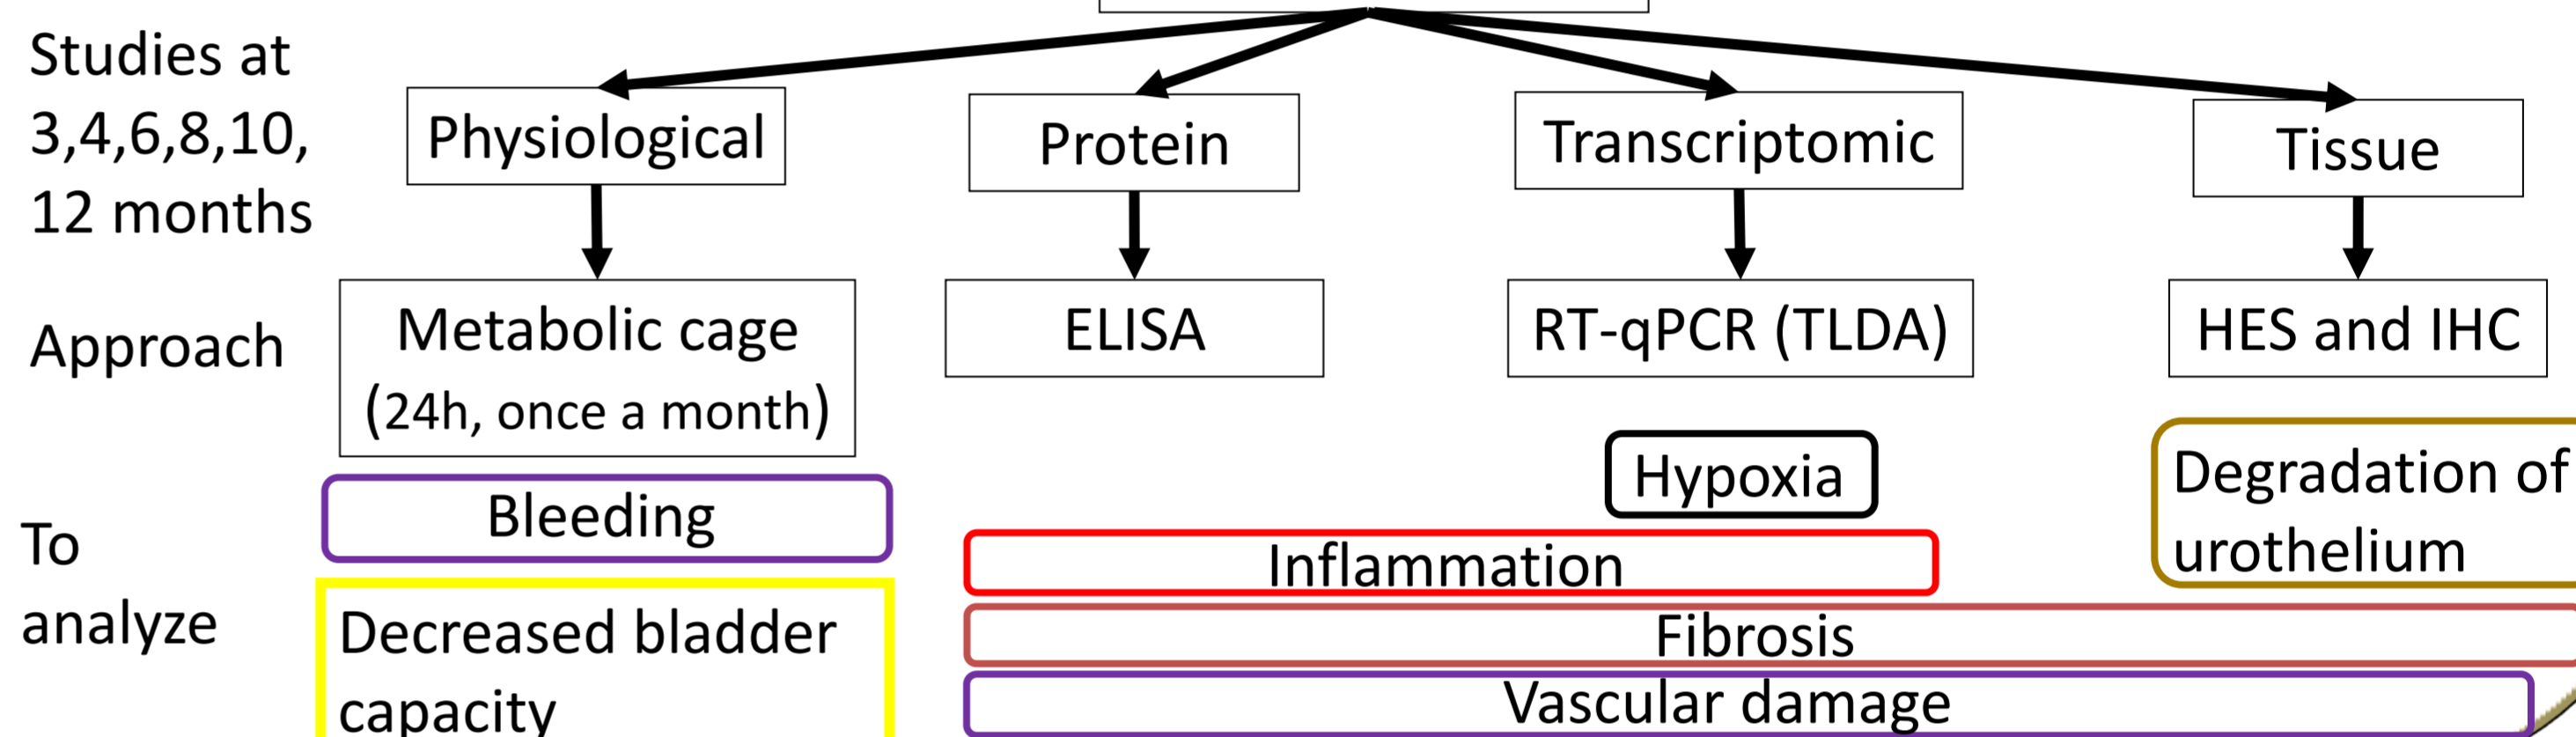 Studies at
3,4,6,8,10,
12 months
Physiological
Protein
Transcriptomic
Tissue
Approach
Metabolic cage
(24h, once a month)
ELISA
RT-qPCR (TLDA)
HES and IHC
To
analyze
Bleeding
Decreased bladder
capacity
Hypoxia
Inflammation
Fibrosis
Vascular damage
Degradation of
urothelium